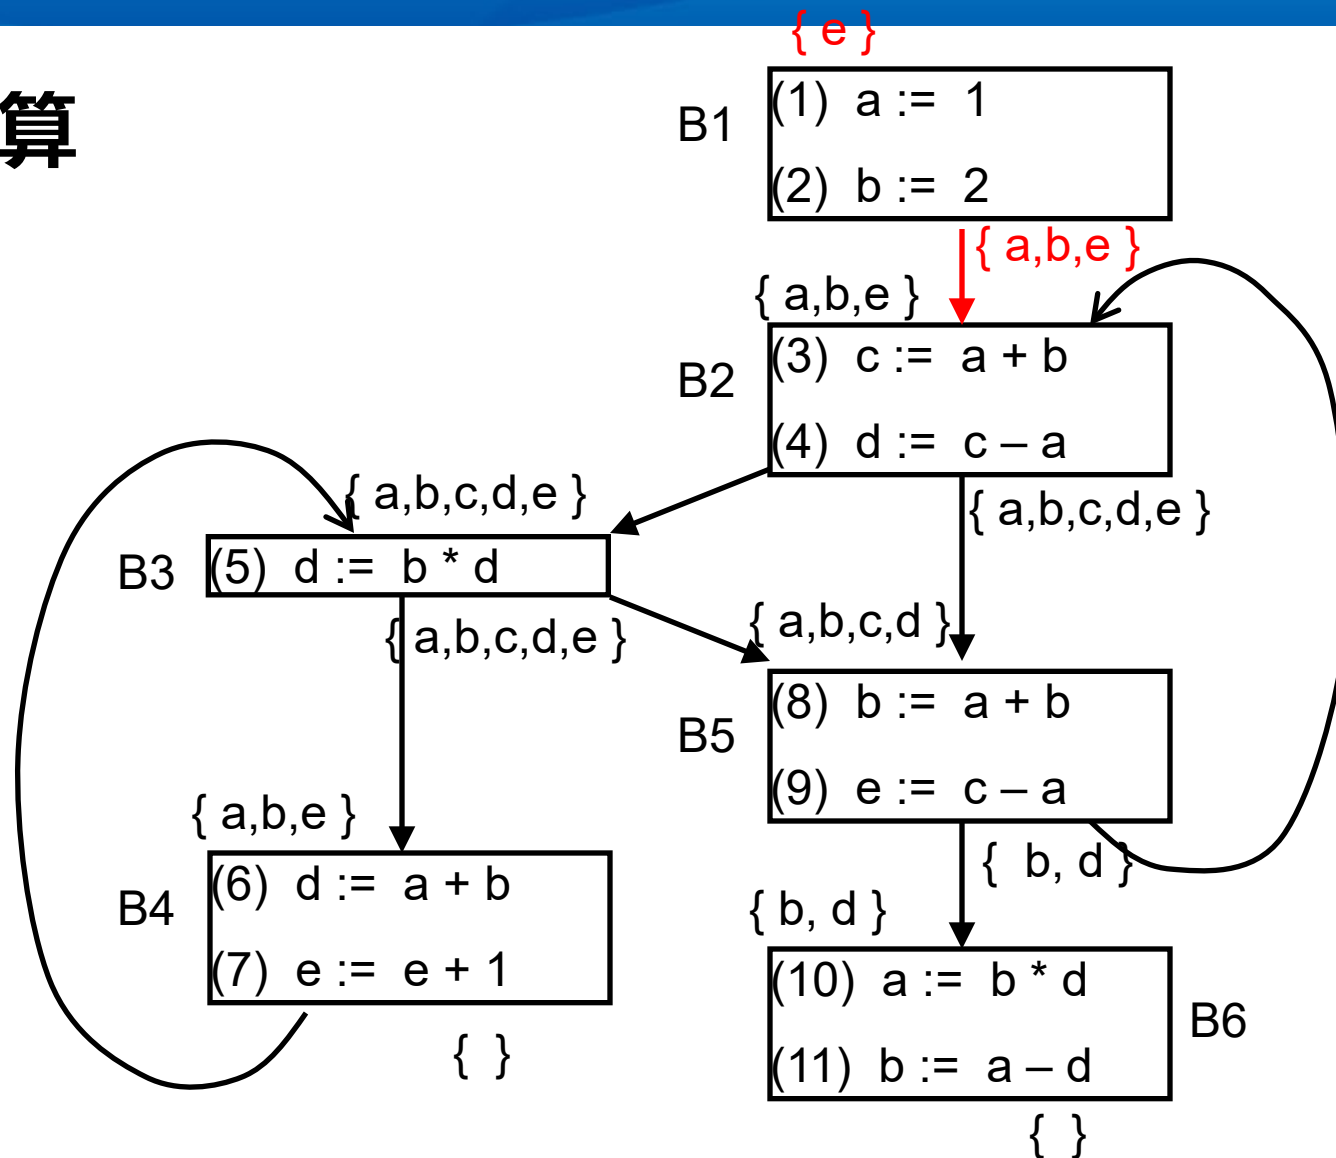 { e }
算
B1
(1) a := 1
(2) b := 2
{ a,b,e }
{ a,b,e }
B2
(3) c := a + b
(4) d := c – a
{ a,b,c,d,e }
{ a,b,c,d,e }
B3
(5) d := b * d
{ a,b,c,d,e }
{ a,b,c,d }
B5
(8) b := a + b
(9) e := c – a
{ a,b,e }
B4
(6) d := a + b
(7) e := e + 1
{ }
{ b, d }
{ b, d }
(10) a := b * d
(11) b := a – d
B6
{ }